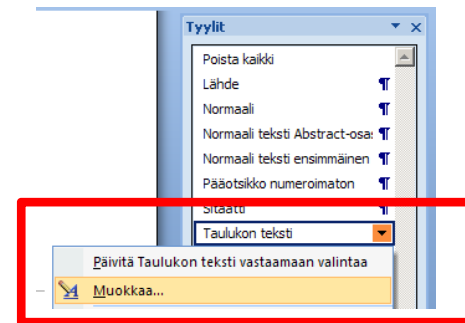 Tyylit
Poista kaikki
Lähde
Normaali
Normaali teksti Abstract-osa:
Normaali teksti ensimmäinen
Pääotsikko numeroimaton
Sitaatti
Taulukon teksti
Päivitä Taulukon teksti vastaamaan valintaa
Muokkaa...